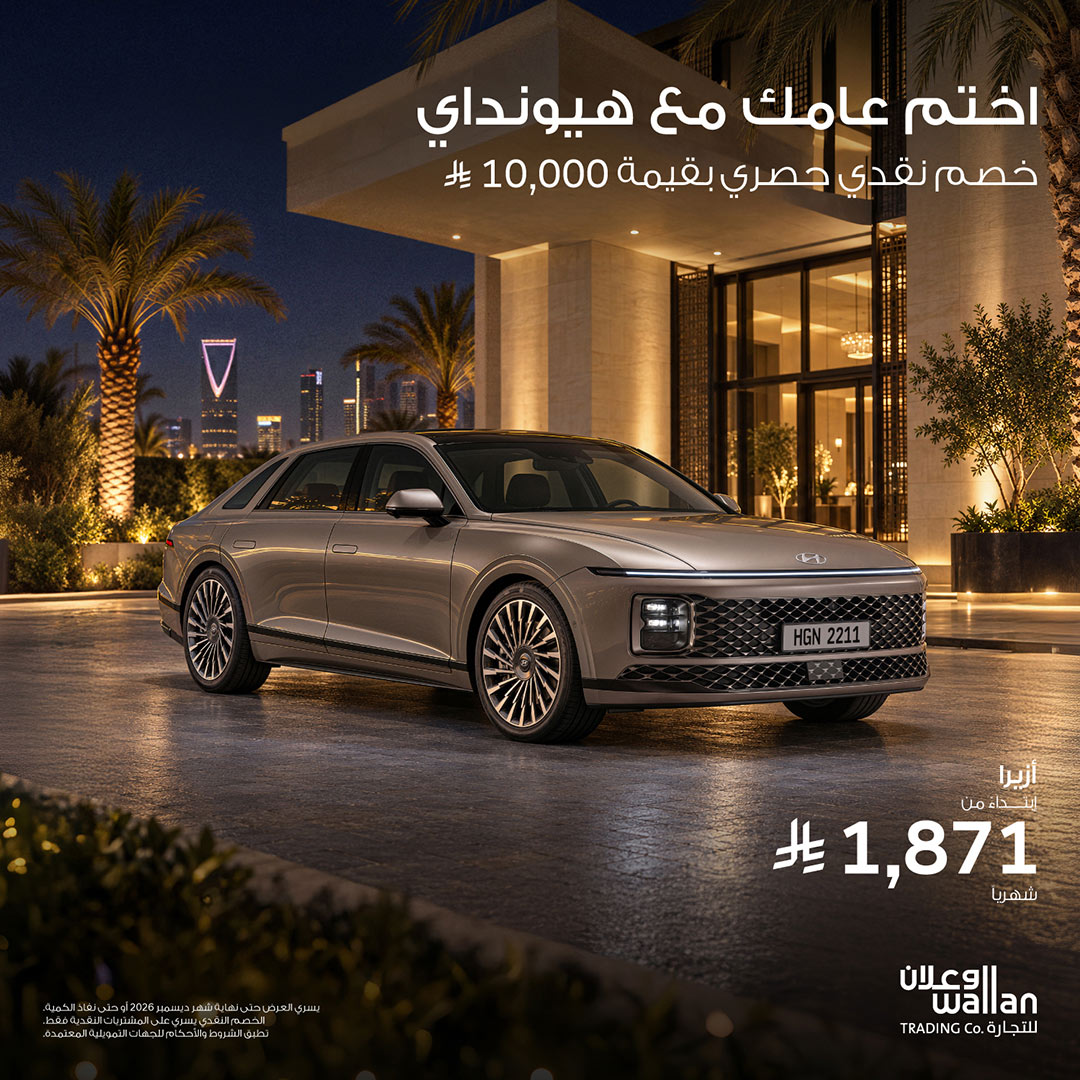 اختم عامك مع هيونداي
خصم نقدي حصري بقيمة 10,000
HGN 2211
أزيرا
إبتداءً من
1,871
شهرياً
الوعلان
wallan
TRADING Co. للتجارة
يسري العرض حتى نهاية شهر ديسمبر 2026 أو حتى نفاذ الكمية.
الخصم النقدي يسري على المشتريات النقدية فقط.
تطبق الشروط والأحكام للجهات التمويلية المعتمدة.